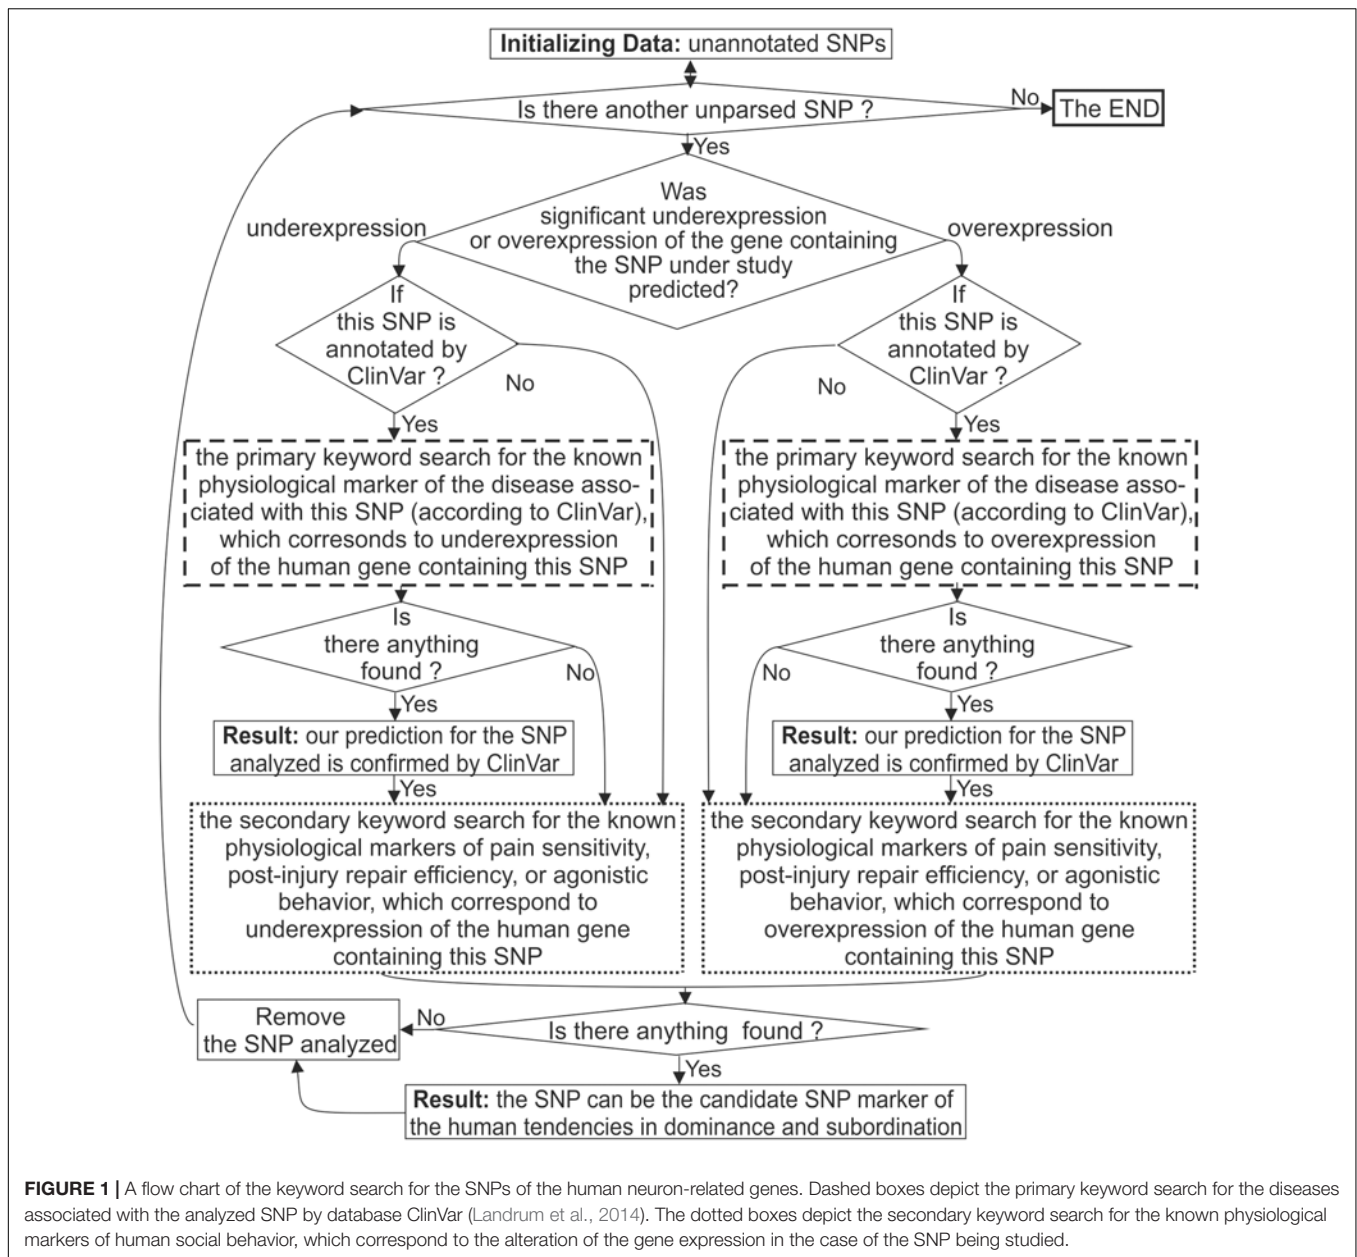 Initializing Data: unannotated SNPs
Is there another unparsed SNP ?
No
The END
Yes
Was
significant underexpression
or overexpression of the gene containing
the SNP under study
predicted?
underexpression
overexpression
If
this SNP is
annotated by
ClinVar ?
No
Yes
If
this SNP is
annotated by
ClinVar ?
No
Yes
the primary keyword search for the known
physiological marker of the disease asso-
ciated with this SNP (according to ClinVar),
which corresonds to underexpression
of the human gene containing this SNP
the primary keyword search for the known
physiological marker of the disease asso-
ciated with this SNP (according to ClinVar),
which corresonds to overexpression
of the human gene containing this SNP
Is
there anything
found ?
No
Yes
Is
there anything
found ?
No
Yes
Result: our prediction for the SNP
analyzed is confirmed by ClinVar
Yes
Result: our prediction for the SNP
analyzed is confirmed by ClinVar
Yes
the secondary keyword search for the known
physiological markers of pain sensitivity,
post-injury repair efficiency, or agonistic
behavior, which correspond to
underexpression of the human gene
containing this SNP
the secondary keyword search for the known
physiological markers of pain sensitivity,
post-injury repair efficiency, or agonistic
behavior, which correspond to
overexpression of the human gene
containing this SNP
Remove
the SNP analyzed
No
Is there anything found ?
Yes
Result: the SNP can be the candidate SNP marker of
the human tendencies in dominance and subordination
FIGURE 1 | A flow chart of the keyword search for the SNPs of the human neuron-related genes. Dashed boxes depict the primary keyword search for the diseases
associated with the analyzed SNP by database ClinVar (Landrum et al., 2014). The dotted boxes depict the secondary keyword search for the known physiological
markers of human social behavior, which correspond to the alteration of the gene expression in the case of the SNP being studied.